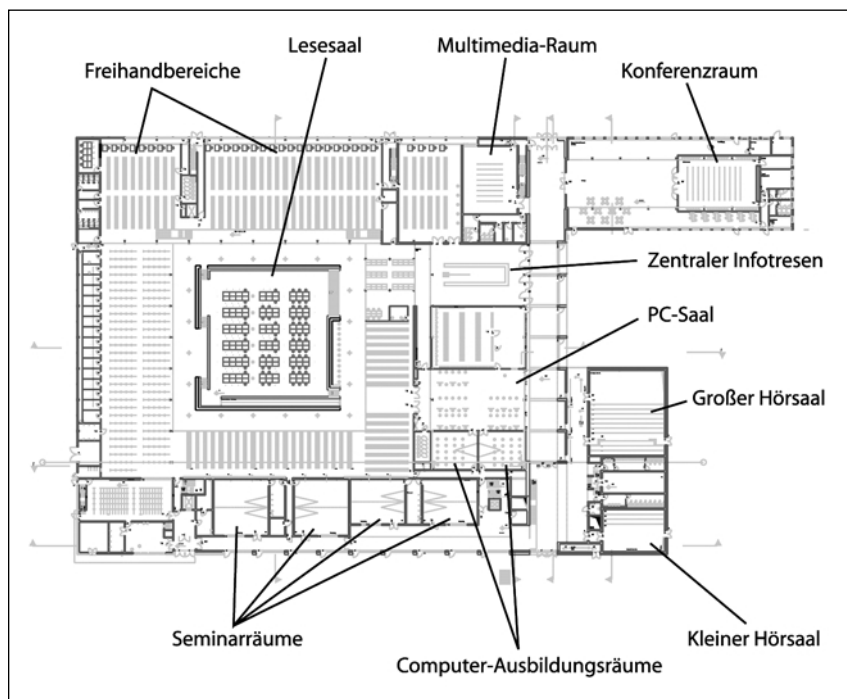 Lesesaal
Multimedia-Raum
Freihandbereiche
Konferenzraum
Zentraler Infotresen
PC-Saal
Großer Hörsaal
Seminarräume
Kleiner Hörsaal
Computer-Ausbildungsräume